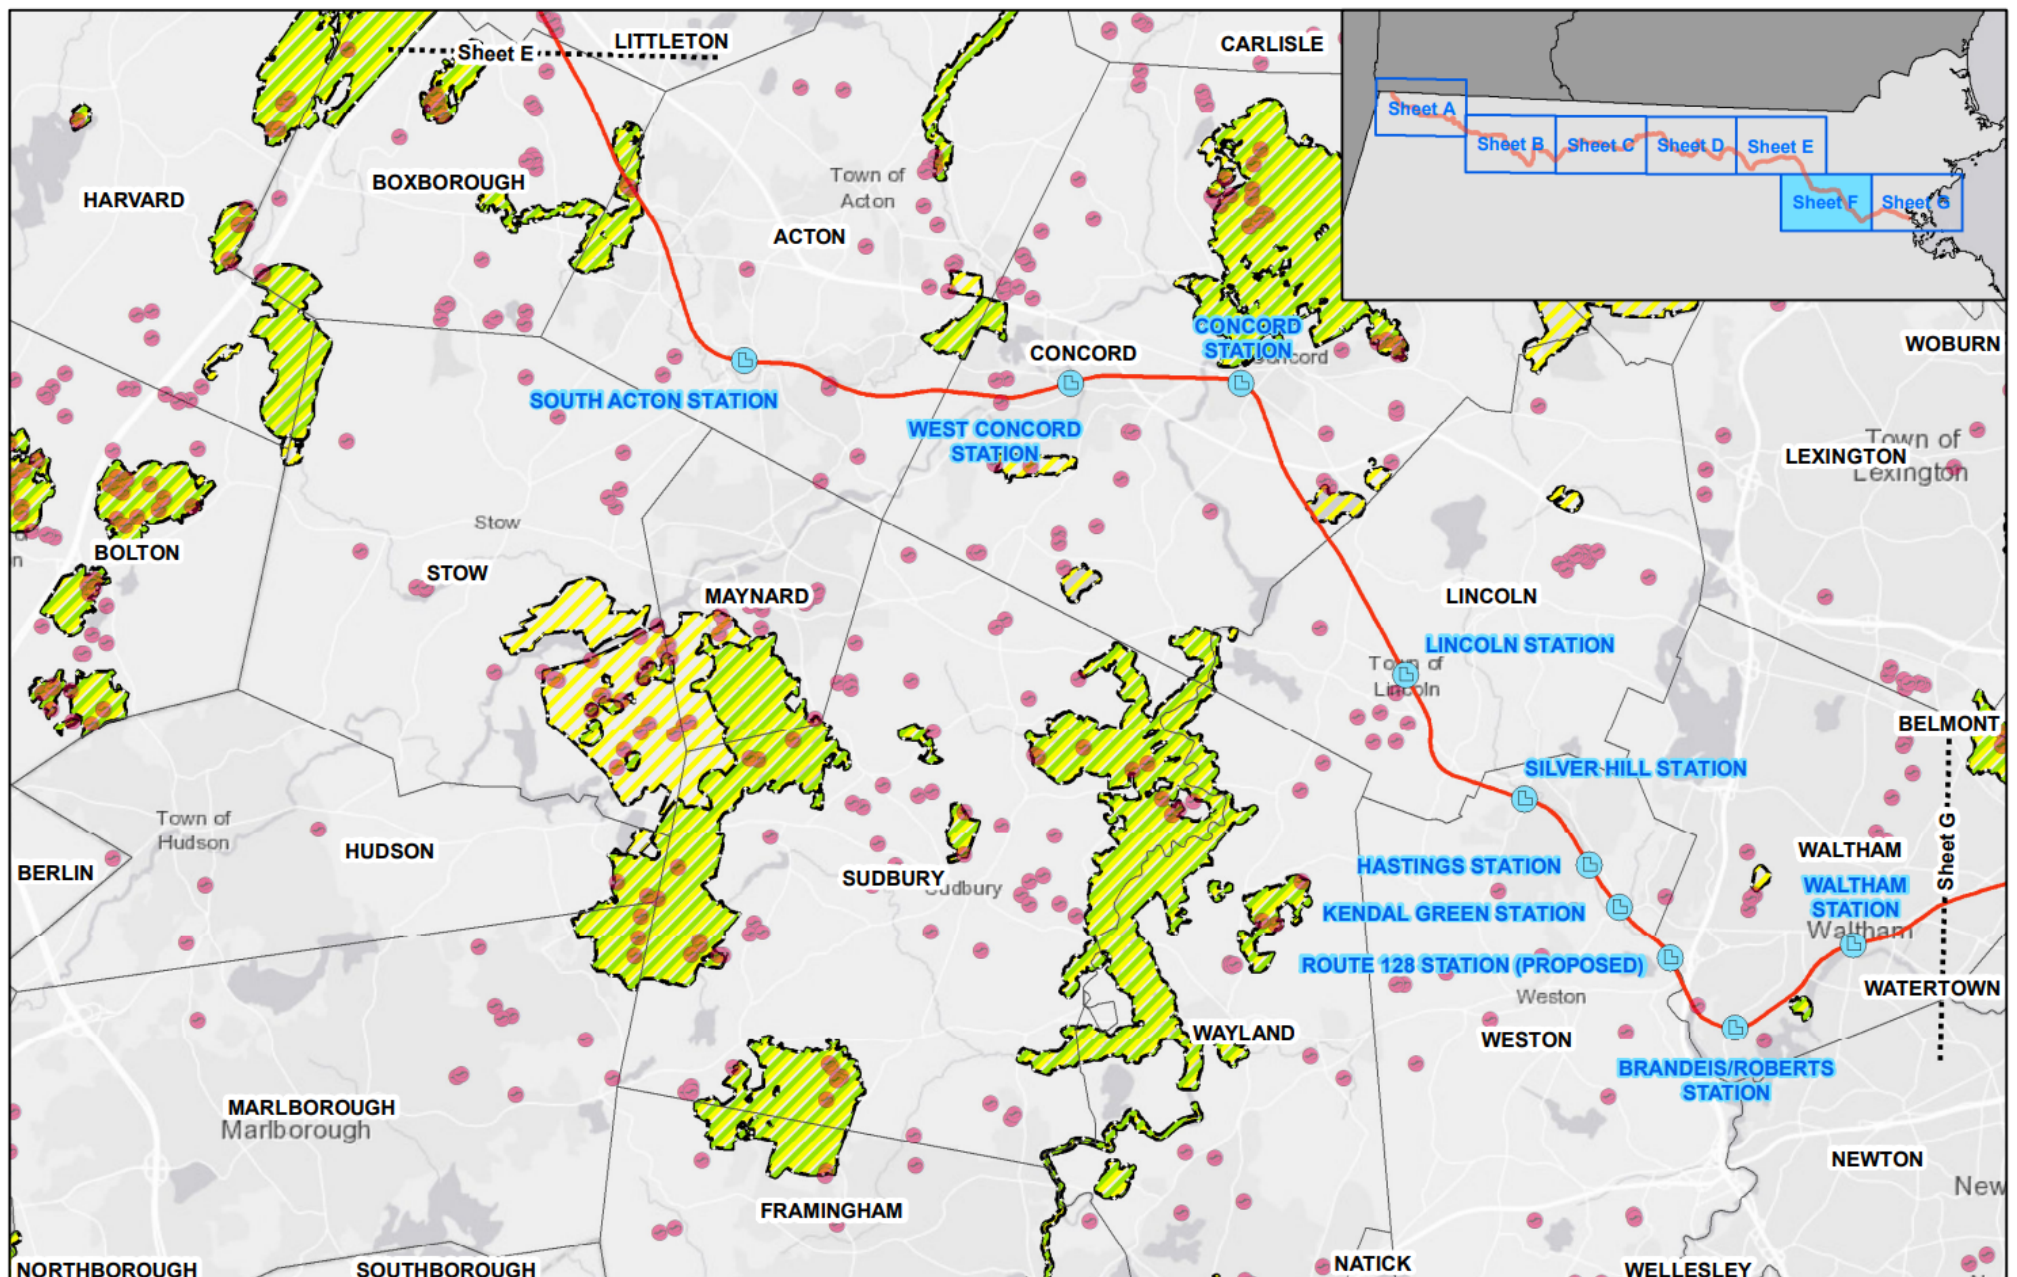 Sheet E
LITTLETON
CARLISLE
Sheet A
Sheet B
Sheet C
Sheet D
Sheet E
Sheet F
Sheet G
HARVARD
BOXBOROUGH
Town of
Acton
ACTON
CONCORD
STATION
Concord
CONCORD
WOBURN
SOUTH ACTON STATION
WEST CONCORD
STATION
Town of
Lexington
LEXINGTON
BOLTON
Stow
STOW
MAYNARD
LINCOLN
LINCOLN STATION
Town of
Lincoln
BELMONT
SILVER HILL STATION
Town of
Hudson
HUDSON
BERLIN
SUDBURY
Sudbury
HASTINGS STATION
KENDAL GREEN STATION
ROUTE 128 STATION (PROPOSED)
WALTHAM
WALTHAM
STATION
Waltham
Sheet G
WATERTOWN
Weston
WESTON
WAYLAND
BRANDEIS/ROBERTS
STATION
MARLBOROUGH
Marlborough
NEWTON
New
FRAMINGHAM
NORTHBOROUGH
SOUTHBOROUGH
NATICK
WELLESLEY